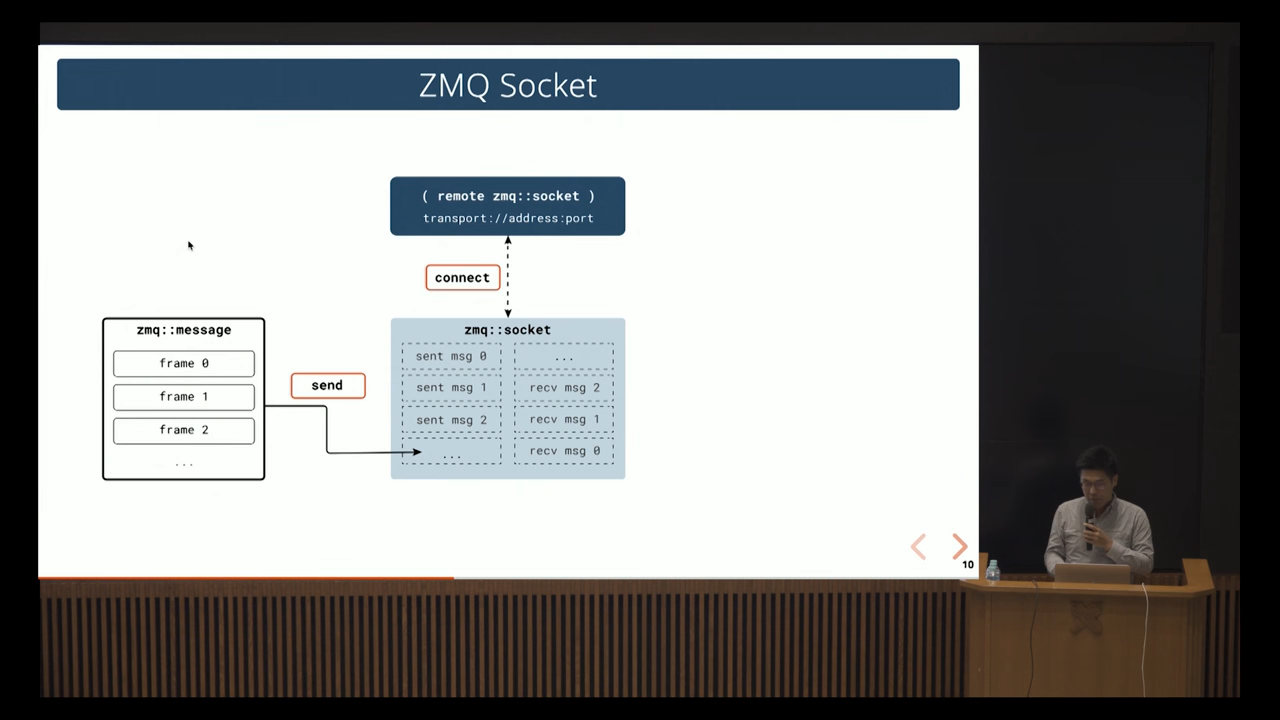 ZMQ Socket
( remote zmq::socket )
transport://address:port
connect
zmq::message
frame 0
frame 1
frame 2
...
send
zmq::socket
sent msg 0
...
sent msg 1
recv msg 2
sent msg 2
recv msg 1
...
recv msg 0
10